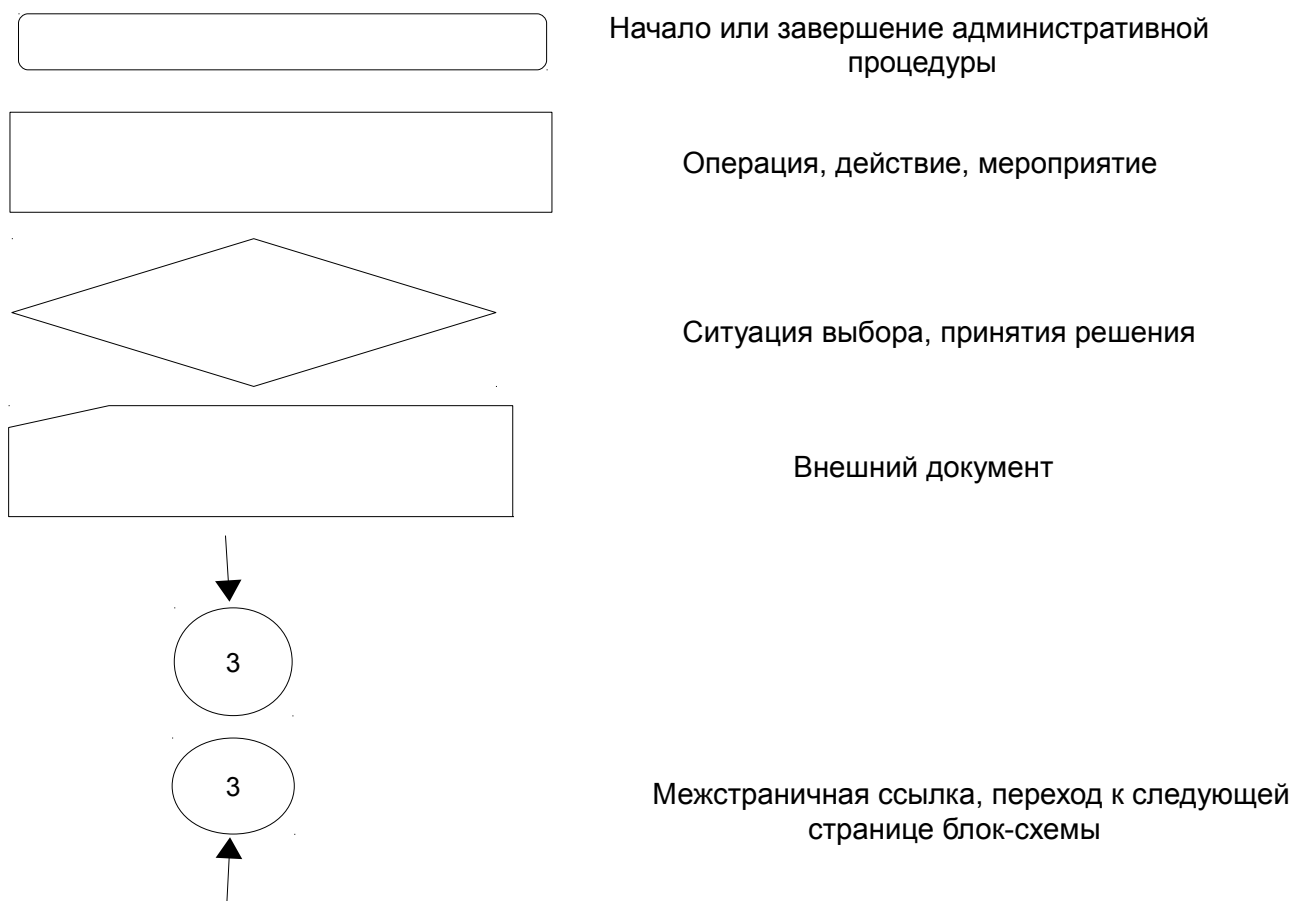 Начало или завершение административной
процедуры
Операция, действие, мероприятие
Ситуация выбора, принятия решения
Внешний документ
3
3
Межстраничная ссылка, переход к следующей
странице блок-схемы